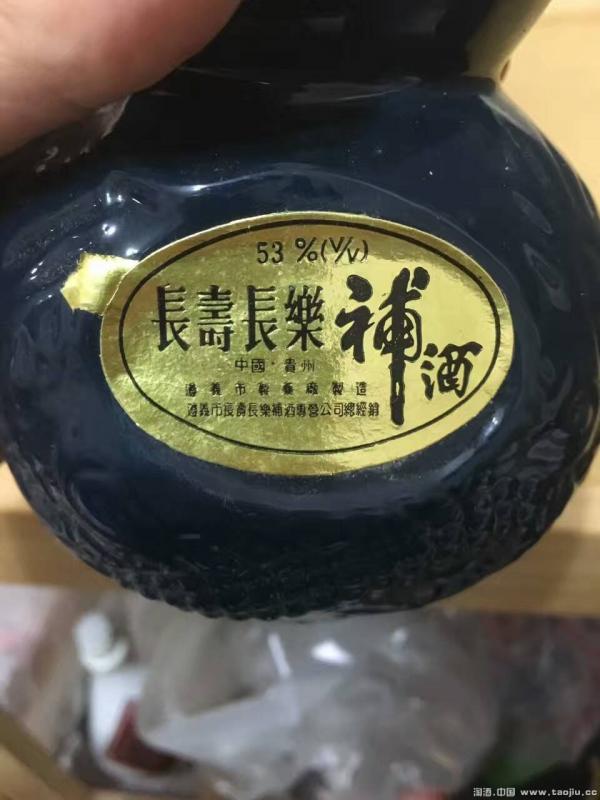 53 %(V/V)
長壽長樂補酒
中國·貴州
遵義市製藥廠製造
遵義市長壽長樂補酒專營公司總經銷
淘酒.中国 www.taojiu.cc